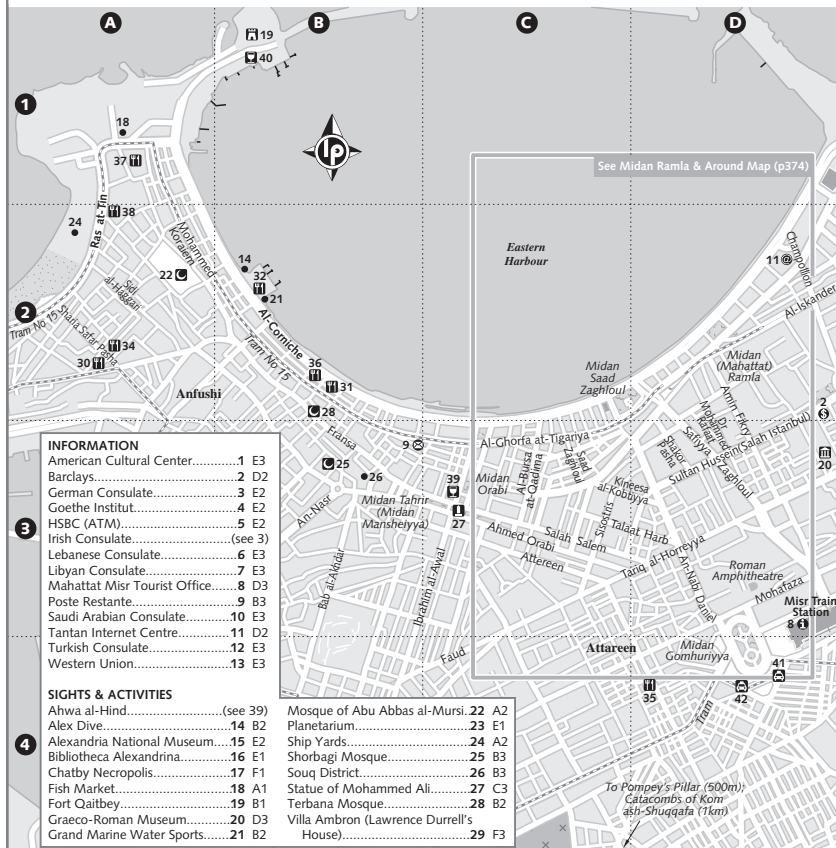 A
B
C
D
19
40
1
18
37
See Midan Ramla & Around Map (p374)
38
24
Ras at-Tin
Mohammed
Koraiem
Eastern
Harbour
Champollion
11
14
32
22
21
Sidi
al-Haggari
Al-Corniche
Al-Iskander
2
Tram No 15
Sharia Safar Pasha
34
30
Tram No 15
36
31
Midan
Saad
Zaghloul
Midan
(Mahattat)
Ramla
Anfushi
28
Amin Fikry
2
Dr
Mohammed
Talaat
Safiyya
Zaghloul
Shakor
Pasha
Sultan Hussein(Salah Istanbul)
20
Fransa
9
Al-Ghorfa at-Tiganya
25
26
39
Midan
Orabi
Al-Bursa
at-Qadima
Saad
Zaghloul
Kineesa
al-Kobtiyya
An-Nasr
Midan Tahrir
(Midan
Mansheiyya)
27
Sisostris
Talaat Harb
3
Ahmed Orabi
Salah Salem
Attereen
Tariq al-Horreyya
Roman
Amphitheatre
Bab al-Akhdar
Ibrahim al-Awal
An-Nabi Daniel
Mohafaza
Misr Train
Station
8
Faud
Attareen
Midan
Gomhuriyya
41
35
42
Tram
4
To Pompey's Pillar (500m);
Catacombs of Kom
ash-Shuqqafa (1km)
INFORMATION
American Cultural Center............1 E3
Barclays............2 D2
German Consulate............3 E2
Goethe Institut............4 E2
HSBC (ATM)............5 E2
Irish Consulate............(see 3)
Lebanese Consulate............6 E3
Libyan Consulate............7 E3
Mahattat Misr Tourist Office............8 D3
Poste Restante............9 B3
Saudi Arabian Consulate............10 E3
Tantan Internet Centre............11 D2
Turkish Consulate............12 E3
Western Union............13 E3
SIGHTS & ACTIVITIES
Ahwa al-Hind............(see 39)
Alex Dive............14 B2
Alexandria National Museum............15 E2
Bibliotheca Alexandrina............16 E1
Chatby Necropolis............17 F1
Fish Market............18 A1
Fort Qaitbey............19 B1
Graeco-Roman Museum............20 D3
Grand Marine Water Sports............21 B2
Mosque of Abu Abbas al-Mursi..22 A2
Planetarium............23 E1
Ship Yards............24 A2
Shorbagi Mosque............25 B3
Souq District............26 B3
Statue of Mohammed Ali............27 C3
Terbana Mosque............28 B2
Villa Ambron (Lawrence Durrell's
House)............29 F3
lp